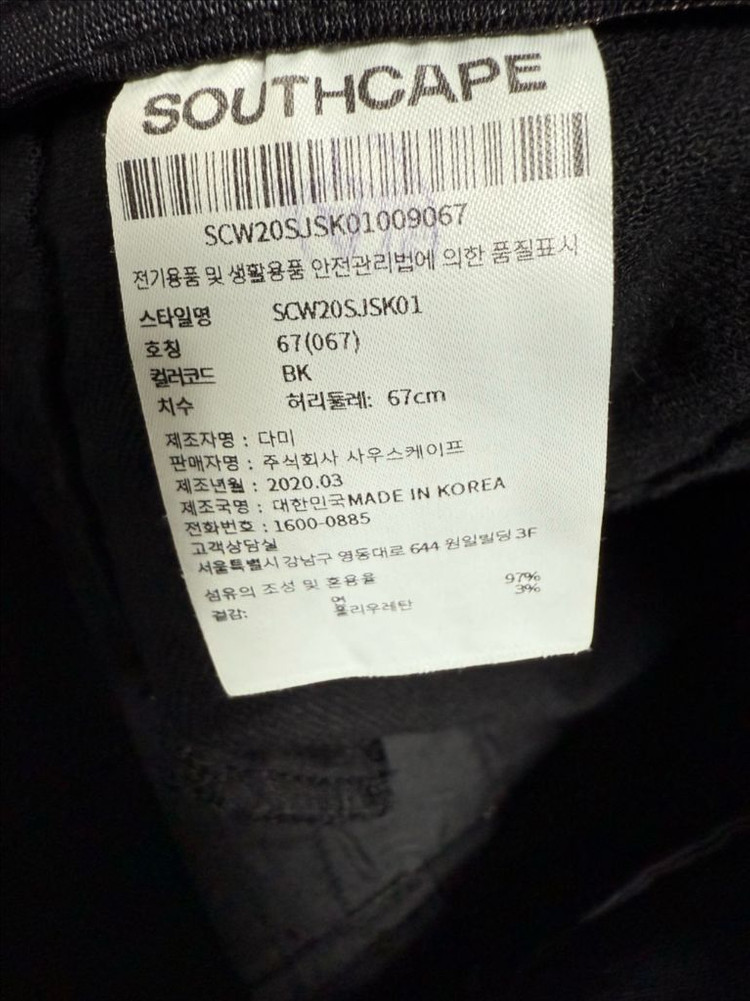 SOUTHCAPE
SCW20SJSK01009067
전기용품 및 생활용품 안전관리법에 의한 품질표시
스타일명 SCW20SJSK01
호칭 67(067)
컬러코드 BK
치수 허리둘레: 67cm
제조자명 : 다미
판매자명 : 주식회사 사우스케이프
제조년월 : 2020.03
제조국명 : 대한민국MADE IN KOREA
전화번호 : 1600-0885
고객상담실
서울특별시 강남구 영동대로 644 원일빌딩 3F
섬유의 조성 및 혼용율
겉감: 면 97%
폴리우레탄 3%